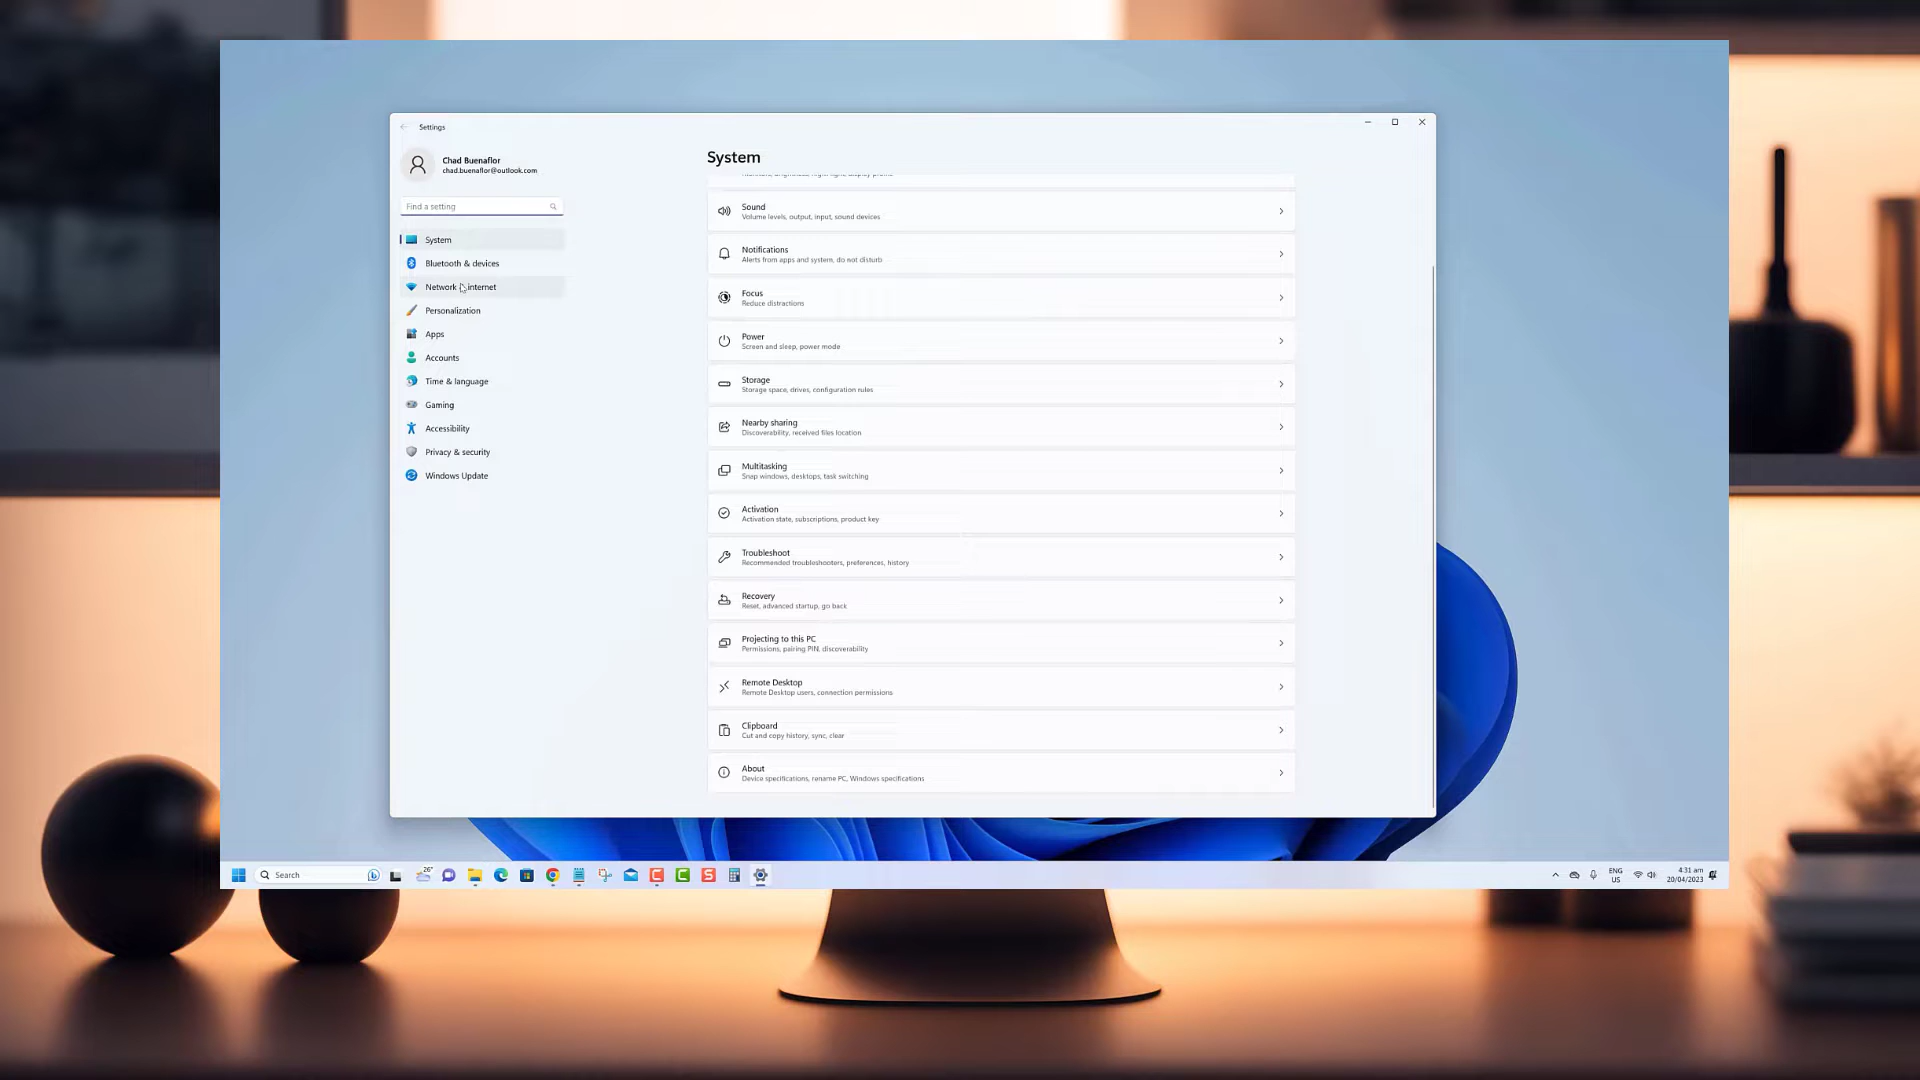 Settings
Chad Buenaflor
chad.buenaflor@outlook.com
Find a setting
System
Bluetooth & devices
Network & internet
Personalization
Apps
Accounts
Time & language
Gaming
Accessibility
Privacy & security
Windows Update
System
Sound
Volume levels, output, input, sound devices
Notifications
Alerts from apps and system, do not disturb
Focus
Reduce distractions
Power
Screen and sleep, power mode
Storage
Storage space, drives, configuration rules
Nearby sharing
Discoverability, received files location
Multitasking
Snap windows, desktops, task switching
Activation
Activation state, subscriptions, product key
Troubleshoot
Recommended troubleshooters, preferences, history
Recovery
Reset, advanced startup, go back
Projecting to this PC
Permissions, pairing PIN, discoverability
Remote Desktop
Remote Desktop users, connection permissions
Clipboard
Cut and copy history, sync, clear
About
Device specifications, rename PC, Windows specifications
Search
26°
ENG
US
4:31 am
20/04/2023